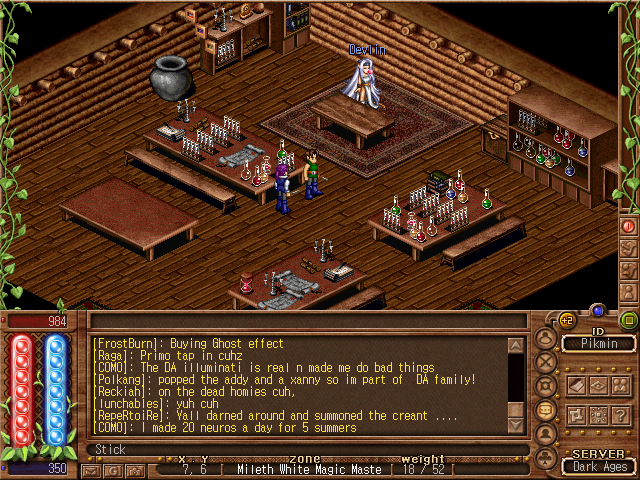 Devlin
984
[FrostBurn]: Buying Ghost effect
[Raga]: Primo tap in cuhz
[COMO]: The DA illuminati is real n made me do bad things
[Polkang]: popped the addy and a xanny so im part of  DA family!
[Reckiah]: on the dead homies cuh,
[lunchables]: yuh cuh
[RepeRtoiRe]: Yall darned around and summoned the creant ....
[COMO]: I made 20 neuros a day for 5 summers
Stick
350
x  y  zone  weight
7, 6 [ Mileth White Magic Maste [ 18 / 52 [
+2
ID
Pikmin
SERVER
Dark Ages